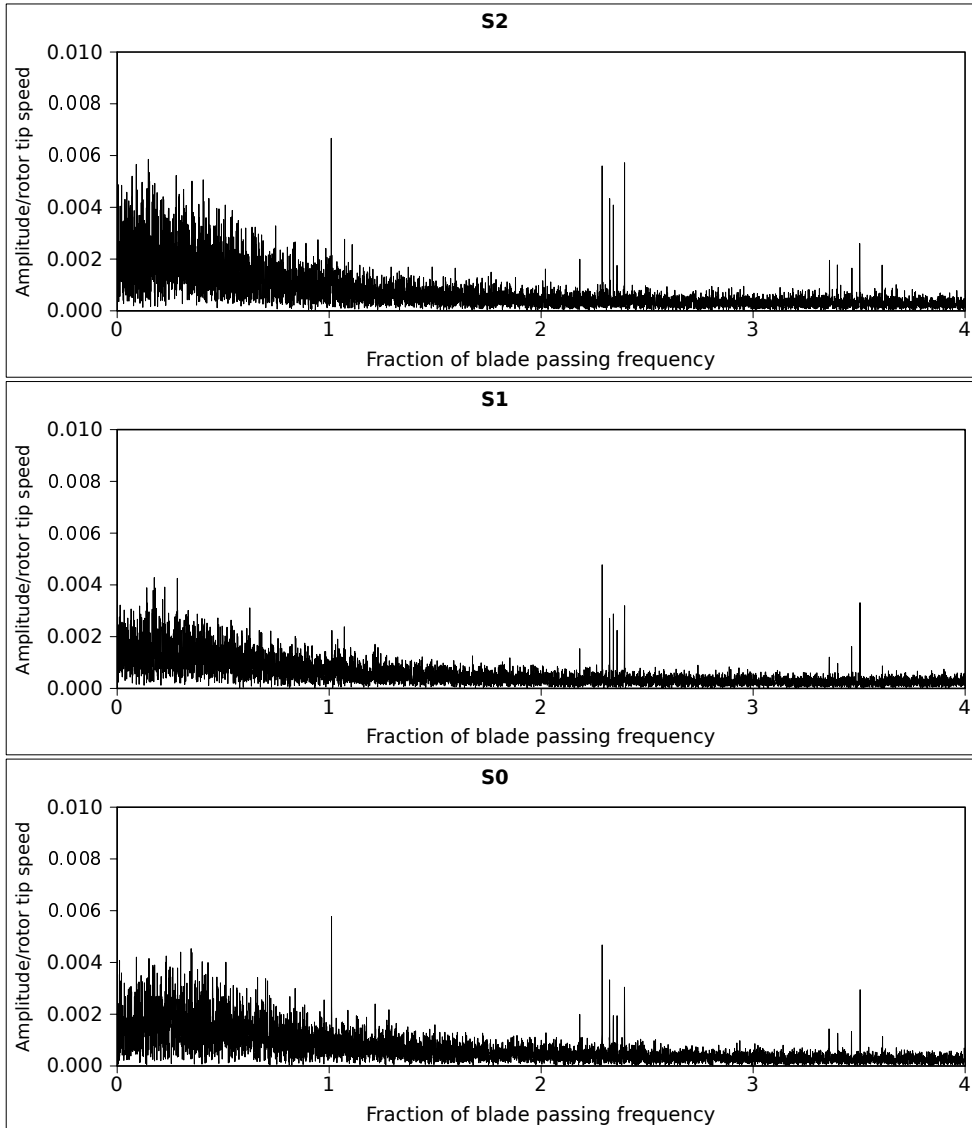 S2
Amplitude/rotor tip speed
0.010
0.008
0.006
0.004
0.002
0.000
0 1 2 3 4
Fraction of blade passing frequency
S1
Amplitude/rotor tip speed
0.010
0.008
0.006
0.004
0.002
0.000
0 1 2 3 4
Fraction of blade passing frequency
S0
Amplitude/rotor tip speed
0.010
0.008
0.006
0.004
0.002
0.000
0 1 2 3 4
Fraction of blade passing frequency